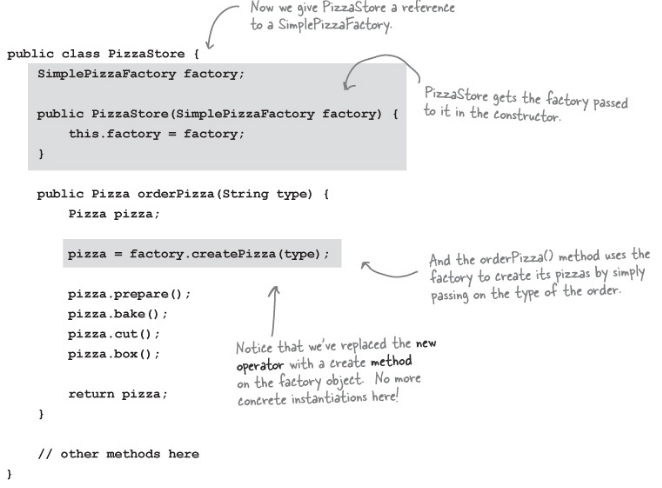 Now we give PizzaStore a reference
to a SimplePizzaFactory.
public class PizzaStore {
    SimplePizzaFactory factory;
    public PizzaStore(SimplePizzaFactory factory) {
        this.factory = factory;
    }
PizzaStore gets the factory passed
to it in the constructor.
    public Pizza orderPizza(String type) {
        Pizza pizza;
        pizza = factory.createPizza(type);
And the orderPizza() method uses the
factory to create its pizzas by simply
passing on the type of the order.
        pizza.prepare();
        pizza.bake();
        pizza.cut();
        pizza.box();
Notice that we've replaced the new
operator with a create method
on the factory object. No more
concrete instantiations here!
        return pizza;
    }
    // other methods here
}